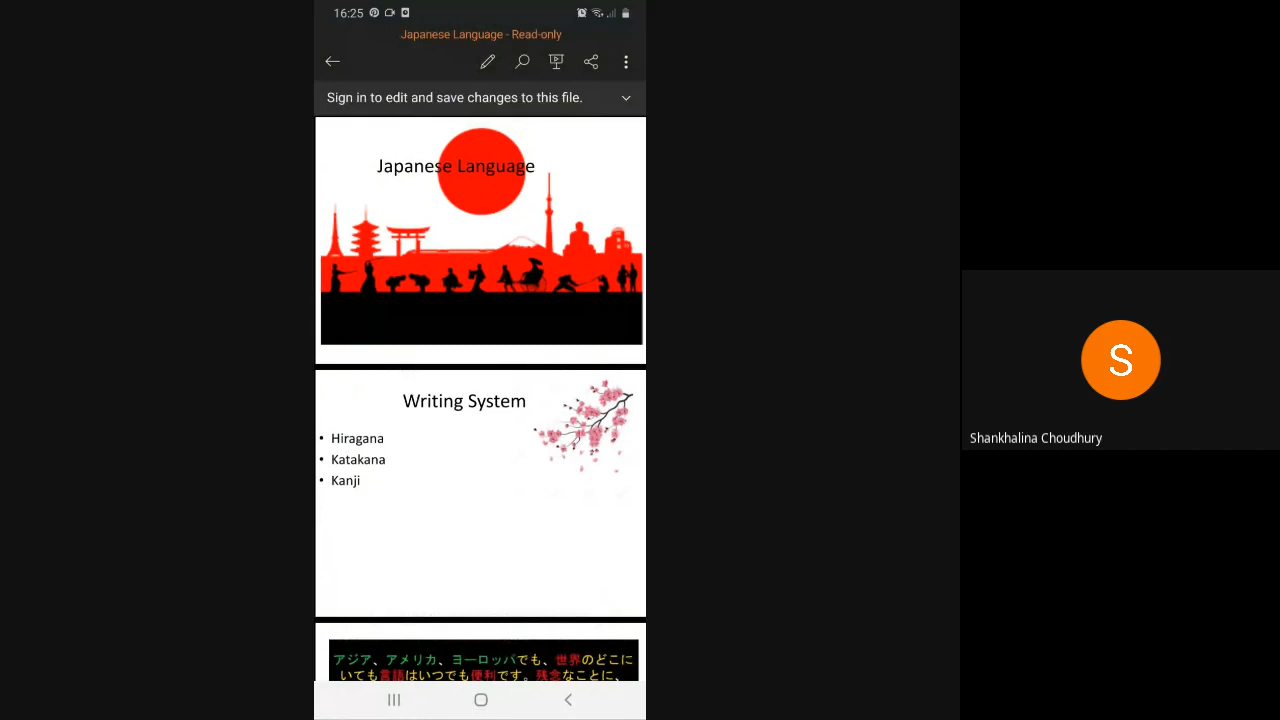 16:25
Japanese Language - Read-only
Sign in to edit and save changes to this file.
Japanese Language
Writing System
• Hiragana
• Katakana
• Kanji
アジア、アメリカ、ヨーロッパでも、世界のどこに
いても言語はいつでも便利です。残念なことに、
S
Shankhalina Choudhury